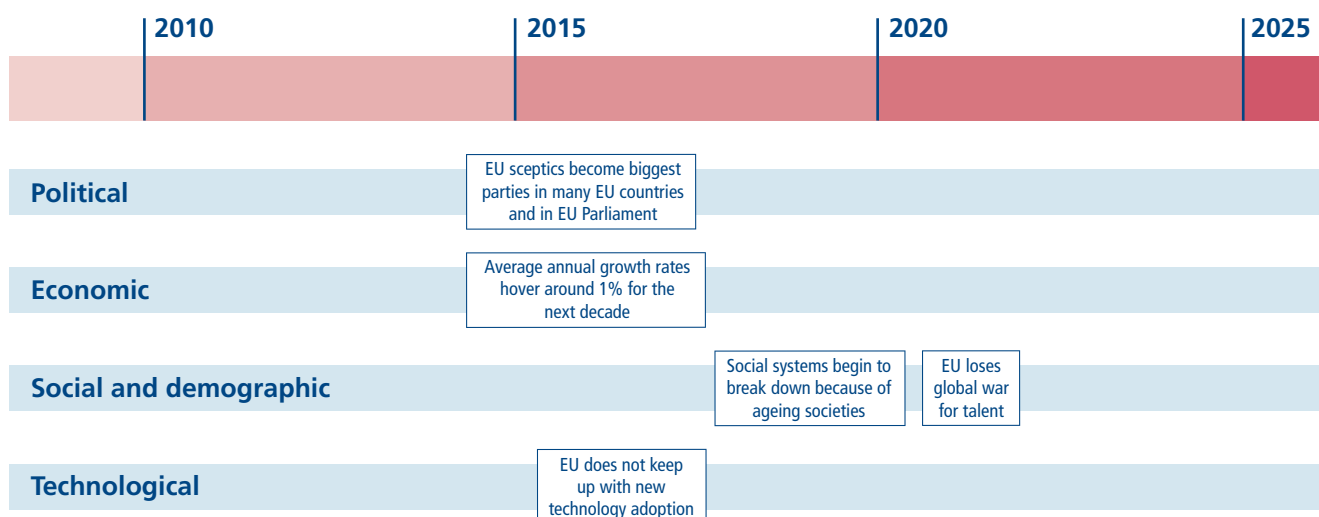 2010 2015 2020 2025
Political
EU sceptics become biggest
parties in many EU countries
and in EU Parliament
Economic
Average annual growth rates
hover around 1% for the
next decade
Social and demographic
Social systems begin to
break down because of
ageing societies
EU loses
global war
for talent
Technological
EU does not keep
up with new
technology adoption